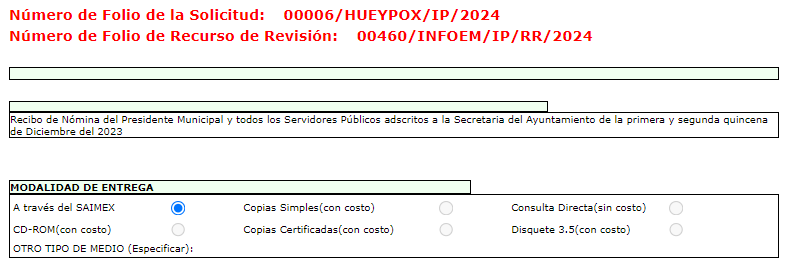 Número de Folio de la Solicitud: 00006/HUEYPOX/IP/2024
Número de Folio de Recurso de Revisión: 00460/INFOEM/IP/RR/2024
Recibo de Nómina del Presidente Municipal y todos los Servidores Públicos adscritos a la Secretaria del Ayuntamiento de la primera y segunda quincena
de Diciembre del 2023
MODALIDAD DE ENTREGA
A través del SAIMEX Copias Simples(con costo) Consulta Directa(sin costo)
CD-ROM(con costo) Copias Certificadas(con costo) Disquete 3.5(con costo)
OTRO TIPO DE MEDIO (Especificar):